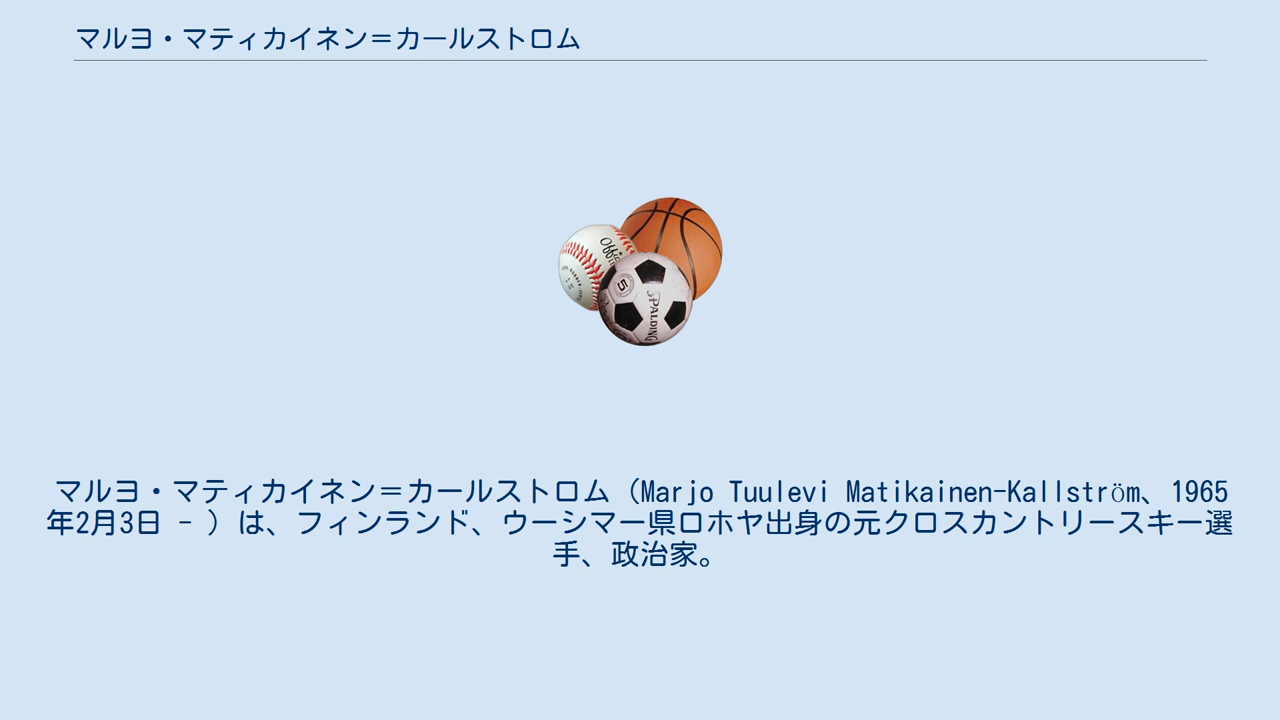 マルヨ・マティカイネン＝カールストロム
Offic
5
SPALDING
マルヨ・マティカイネン＝カールストロム（Marjo Tuulevi Matikainen-Kallström、1965
年2月3日 - ）は、フィンランド、ウーシマー県ロホヤ出身の元クロスカントリースキー選
手、政治家。